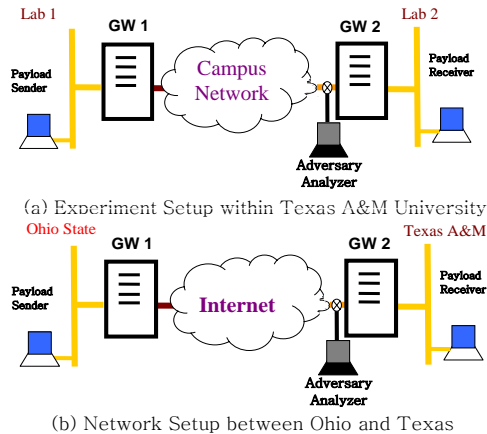 Lab 1
GW 1
GW 2
Lab 2
Payload
Sender
Campus
Network
Payload
Receiver
Adversary
Analyzer
(a) Experiment Setup within Texas A&M University
Ohio State
GW 1
GW 2
Texas A&M
Payload
Sender
Internet
Payload
Receiver
Adversary
Analyzer
(b) Network Setup between Ohio and Texas